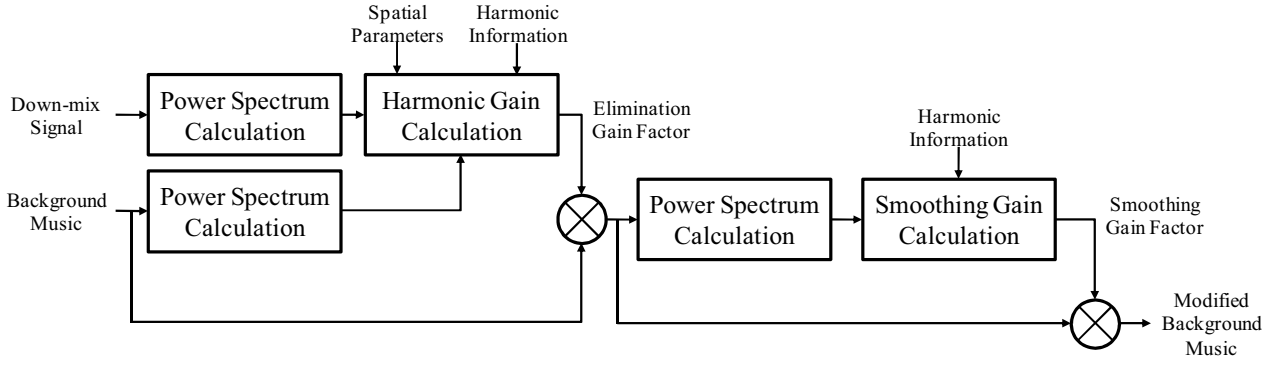 Spatial
Parameters
Harmonic
Information
Down-mix
Signal
Power Spectrum
Calculation
Harmonic Gain
Calculation
Elimination
Gain Factor
Background
Music
Power Spectrum
Calculation
Harmonic
Information
Power Spectrum
Calculation
Smoothing Gain
Calculation
Smoothing
Gain Factor
Modified
Background
Music